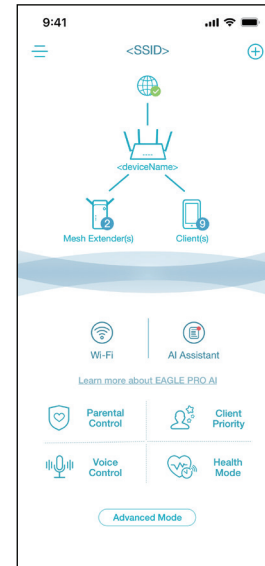 9:41
<SSID>
<deviceName>
2
9
Mesh Extender(s)
Client(s)
Wi-Fi
AI Assistant
Learn more about EAGLE PRO AI
Parental
Control
Client
Priority
Voice
Control
Health
Mode
Advanced Mode